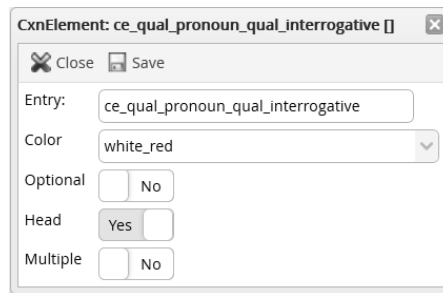 CxnElement: ce_qual_pronoun_qual_interrogative []
Close Save
Entry: ce_qual_pronoun_qual_interrogative
Color white_red
Optional No
Head Yes
Multiple No